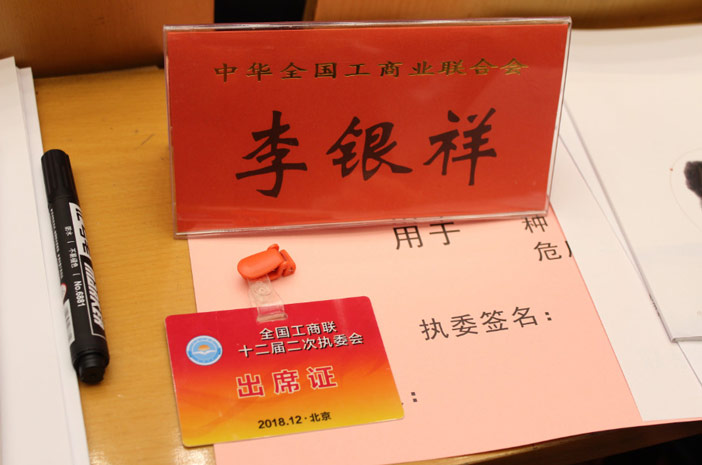 中华全国工商业联合会
李银祥
用于
种
危
执委签名：
全国工商联
十二届二次执委会
出席证
2018.12·北京
No.6881